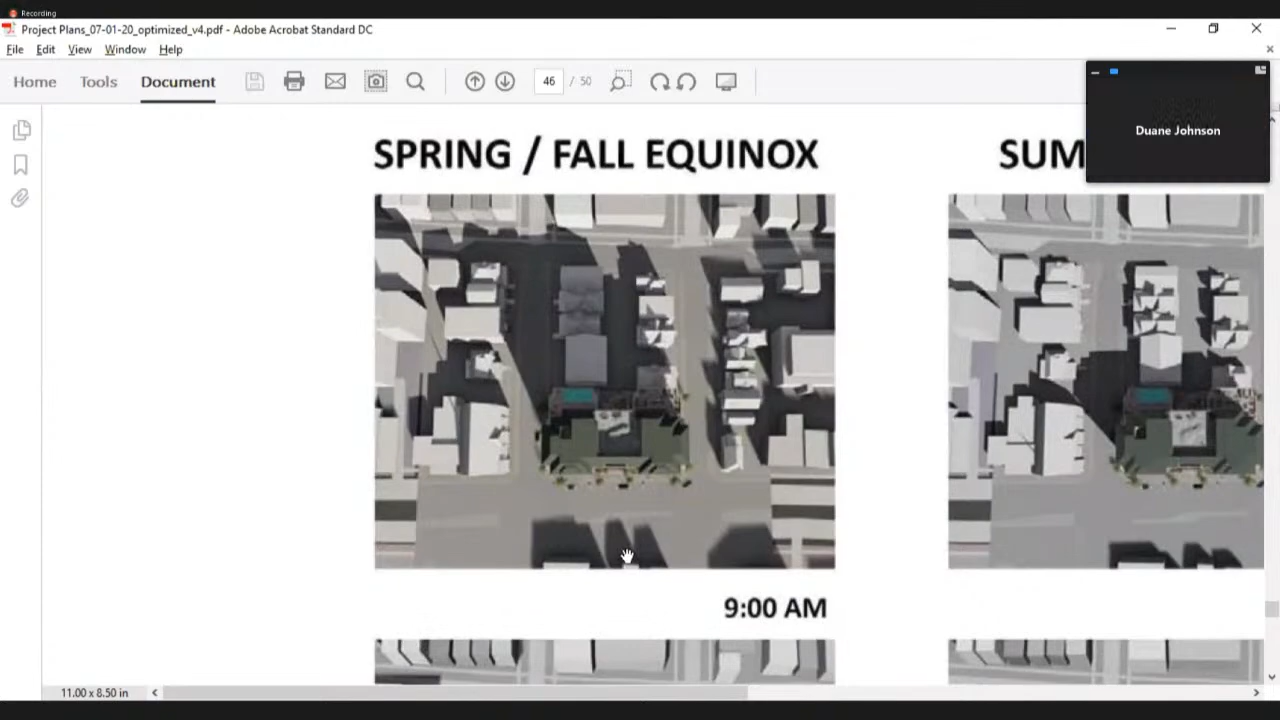 Recording
Project Plans_07-01-20_optimized_v4.pdf - Adobe Acrobat Standard DC
File Edit View Window Help
Home Tools Document 46 / 50
Duane Johnson
SPRING / FALL EQUINOX SUM
9:00 AM
11.00 x 8.50 in